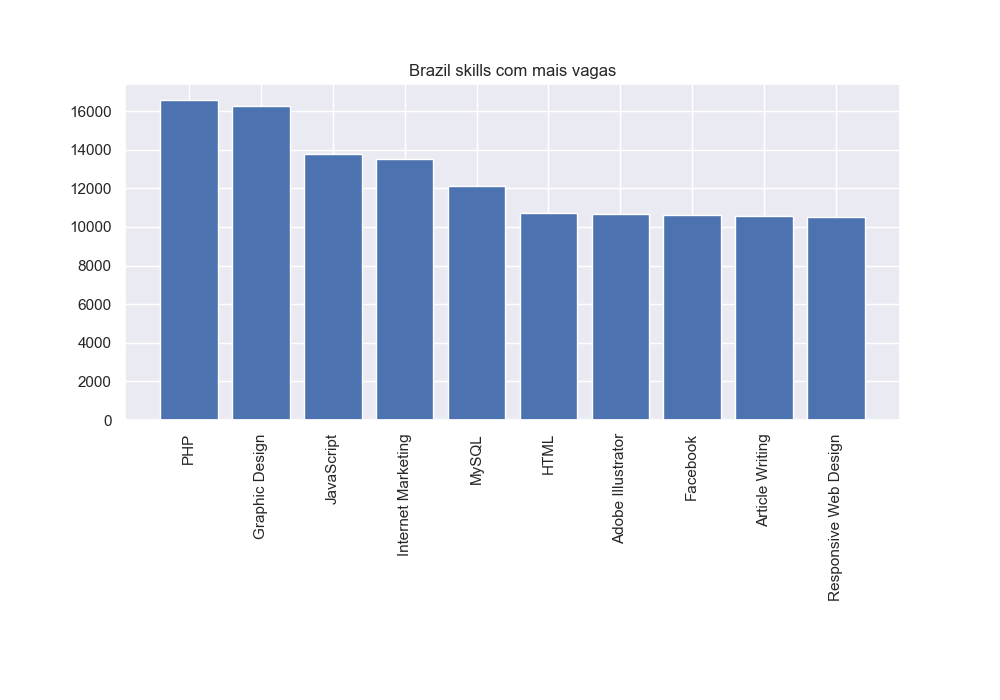 Brazil skills com mais vagas
16000
14000
12000
10000
8000
6000
4000
2000
0
PHP
Graphic Design
JavaScript
Internet Marketing
MySQL
HTML
Adobe Illustrator
Facebook
Article Writing
Responsive Web Design